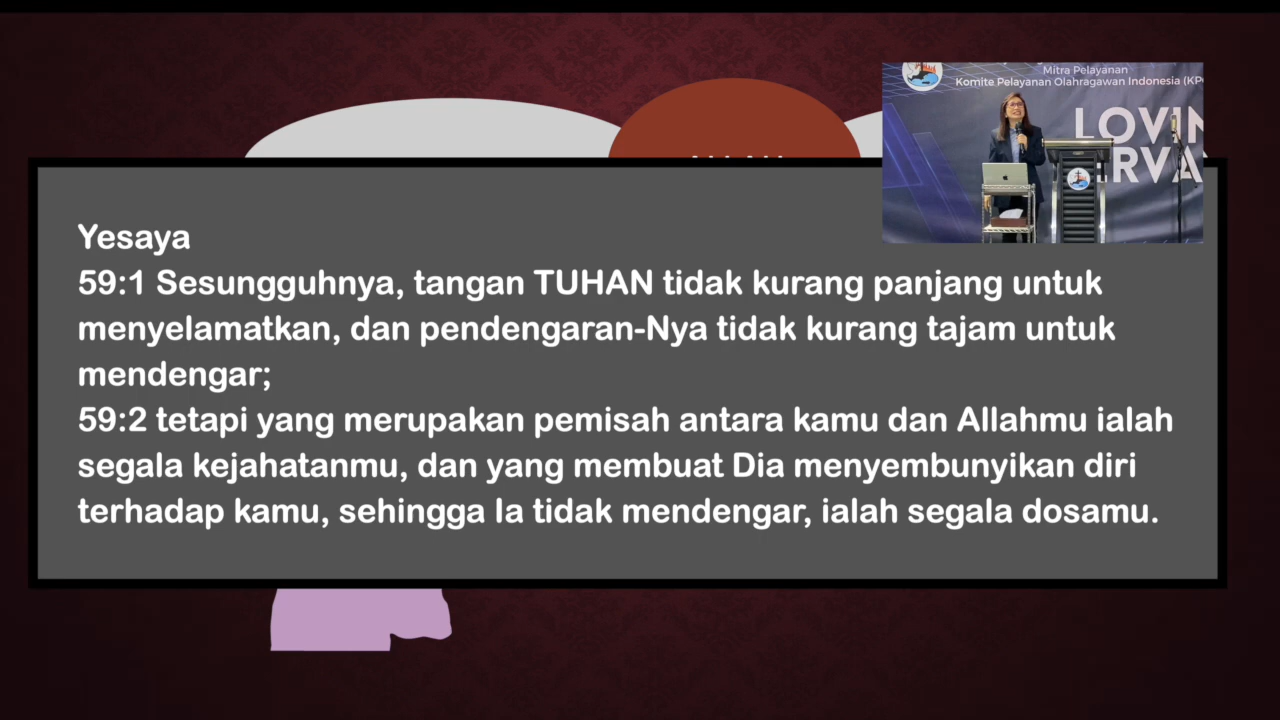 Mitra Pelayanan
Komite Pelayanan Olahragawan Indonesia (KP
LOVIN
Yesaya
59:1 Sesungguhnya, tangan TUHAN tidak kurang panjang untuk
menyelamatkan, dan pendengaran-Nya tidak kurang tajam untuk
mendengar;
59:2 tetapi yang merupakan pemisah antara kamu dan Allahmu ialah
segala kejahatanmu, dan yang membuat Dia menyembunyikan diri
terhadap kamu, sehingga Ia tidak mendengar, ialah segala dosamu.